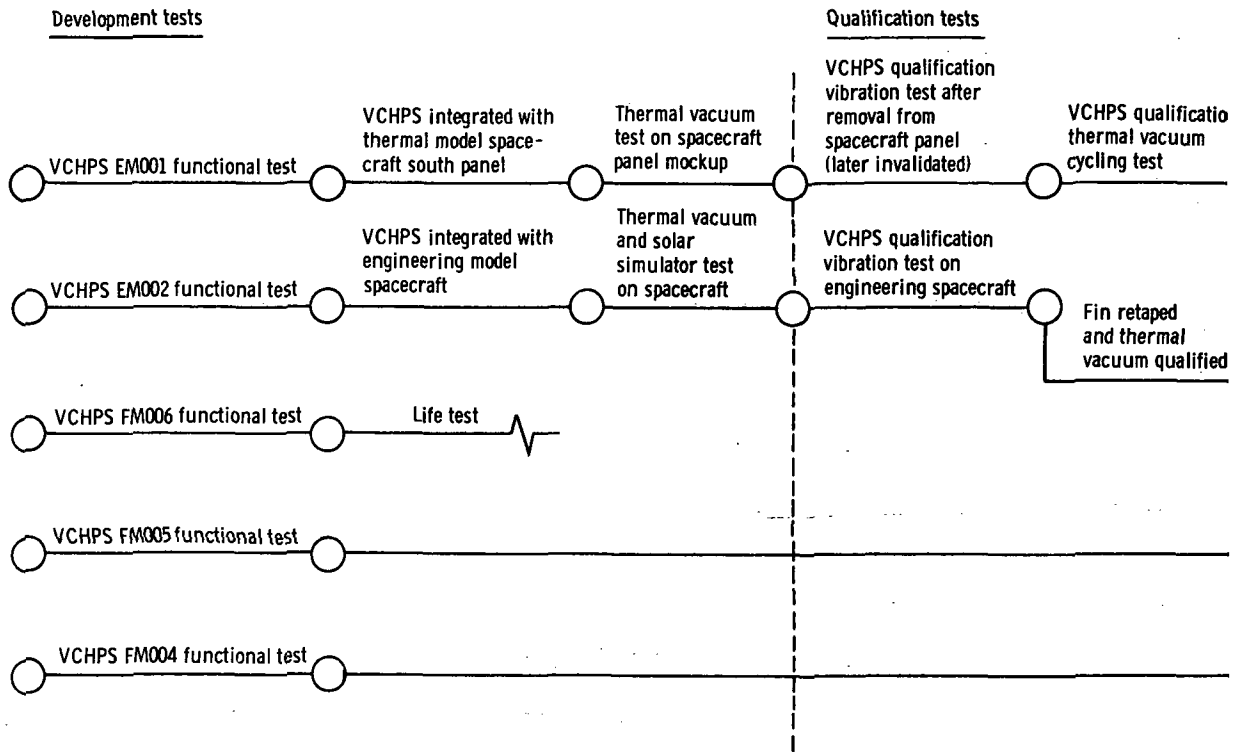 Development tests
Qualification tests
VCHPS EM001 functional test
VCHPS integrated with
thermal model space-
craft south panel
Thermal vacuum
test on spacecraft
panel mockup
VCHPS qualification
vibration test after
removal from
spacecraft panel
(later invalidated)
VCHPS qualificatio
thermal vacuum
cycling test
VCHPS EM002 functional test
VCHPS integrated with
engineering model
spacecraft
Thermal vacuum
and solar
simulator test
on spacecraft
VCHPS qualification
vibration test on
engineering spacecraft
Fin retaped
and thermal
vacuum qualified
VCHPS FM006 functional test
Life test
VCHPS FM005 functional test
VCHPS FM004 functional test